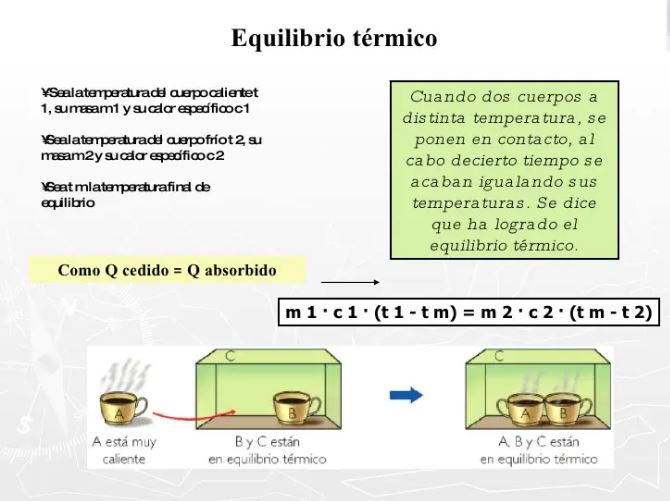 Equilibrio térmico
¥Sea la temperatura del cuerpo caliente t
1, su masa m 1 y su calor específico c 1
¥Sea la temperatura del cuerpo frío t 2, su
masa m 2 y su calor específico c 2
¥Sea t m la temperatura final de
equilibrio
Cuando dos cuerpos a
distinta temperatura, se
ponen en contacto, al
cabo decierto tiempo se
acaban igualando sus
temperaturas. Se dice
que ha logrado el
equilibrio térmico.
Como Q cedido = Q absorbido
m 1 · c 1 · (t 1 - t m) = m 2 · c 2 · (t m - t 2)
C
A
B
A está muy
caliente
B y C están
en equilibrio térmico
C
A
B
A, B y C están
en equilibrio térmico
S